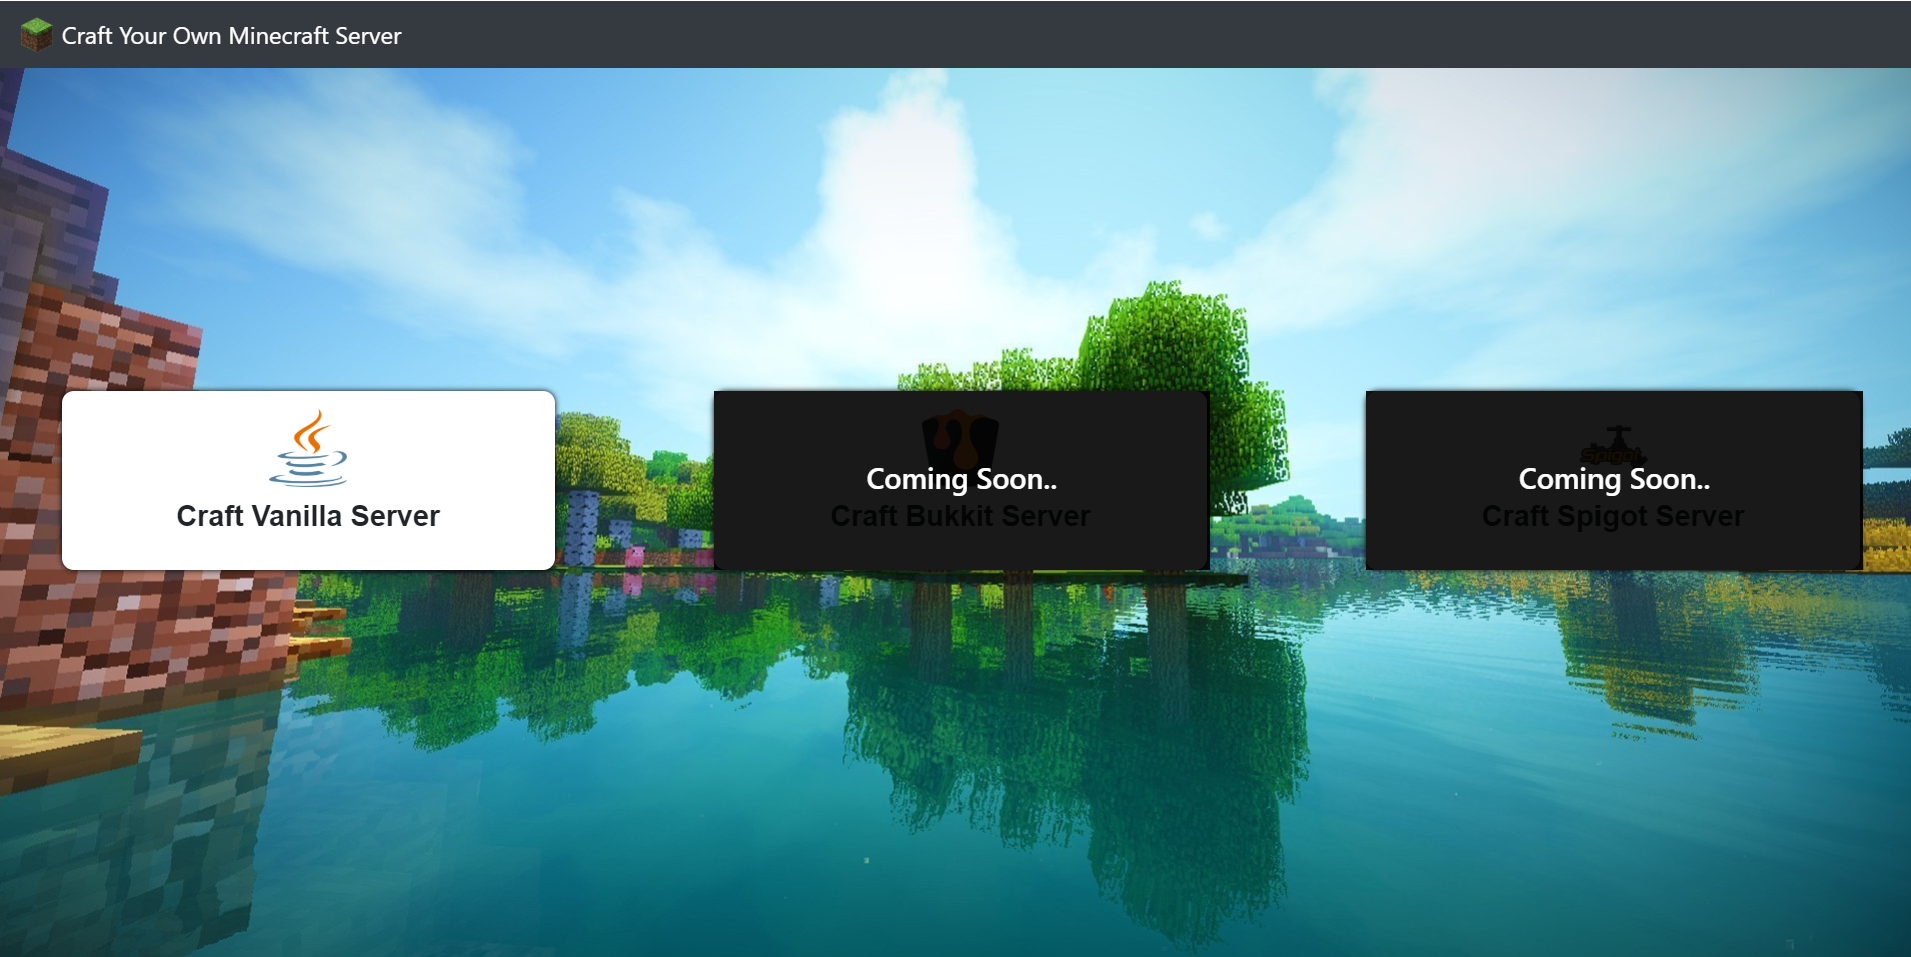 Craft Your Own Minecraft Server
Craft Vanilla Server
Coming Soon..
Craft Bukkit Server
Spigot
Coming Soon..
Craft Spigot Server